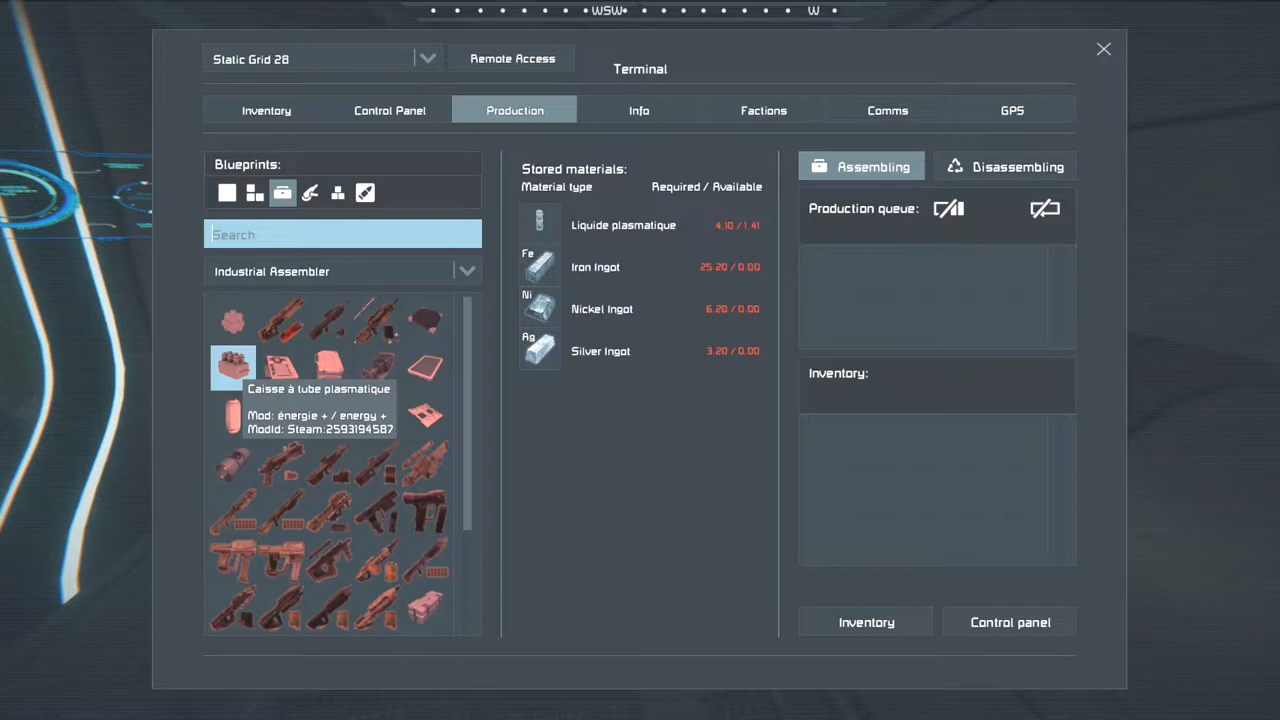 WSW
W
Static Grid 28
Remote Access
Terminal
Inventory
Control Panel
Production
Info
Factions
Comms
GPS
Blueprints:
Search
Industrial Assembler
Caisse à tube plasmatique
Mod: énergie + / energy +
ModId: Steam:2593194587
Stored materials:
Material type
Required / Available
Liquide plasmatique
4.10 / 1.41
Fe
Iron Ingot
25.20 / 0.00
Ni
Nickel Ingot
6.20 / 0.00
Ag
Silver Ingot
3.20 / 0.00
Assembling
Disassembling
Production queue:
Inventory:
Inventory
Control panel